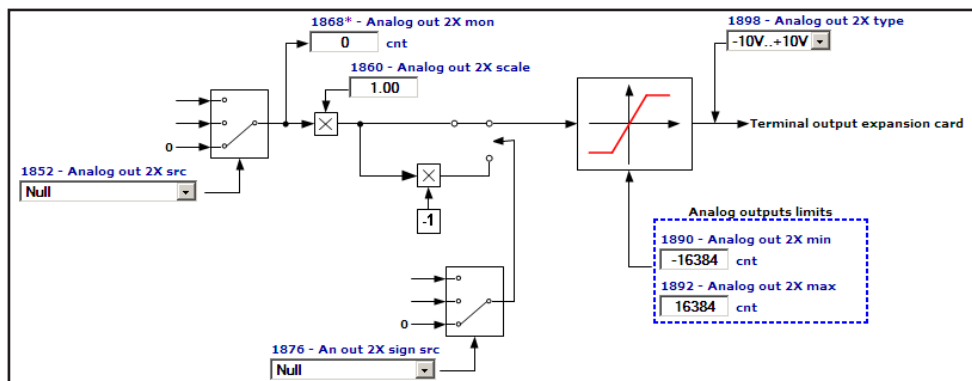 1868* - Analog out 2X mon
0 cnt
1898 - Analog out 2X type
-10V..+10V
1860 - Analog out 2X scale
1.00
0
1852 - Analog out 2X src
Null
-1
Terminal output expansion card
Analog outputs limits
1890 - Analog out 2X min
-16384 cnt
1892 - Analog out 2X max
16384 cnt
0
1876 - An out 2X sign src
Null